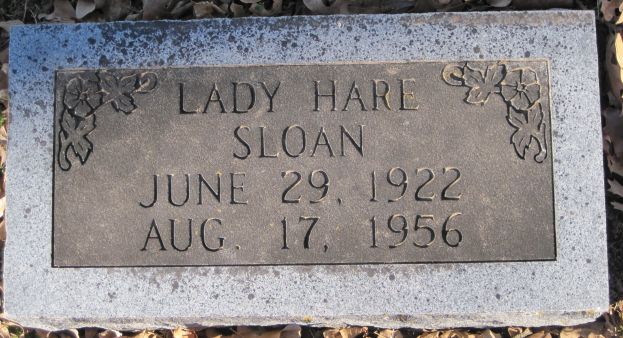 LADY HARE
SLOAN
JUNE 29, 1922
AUG. 17, 1956